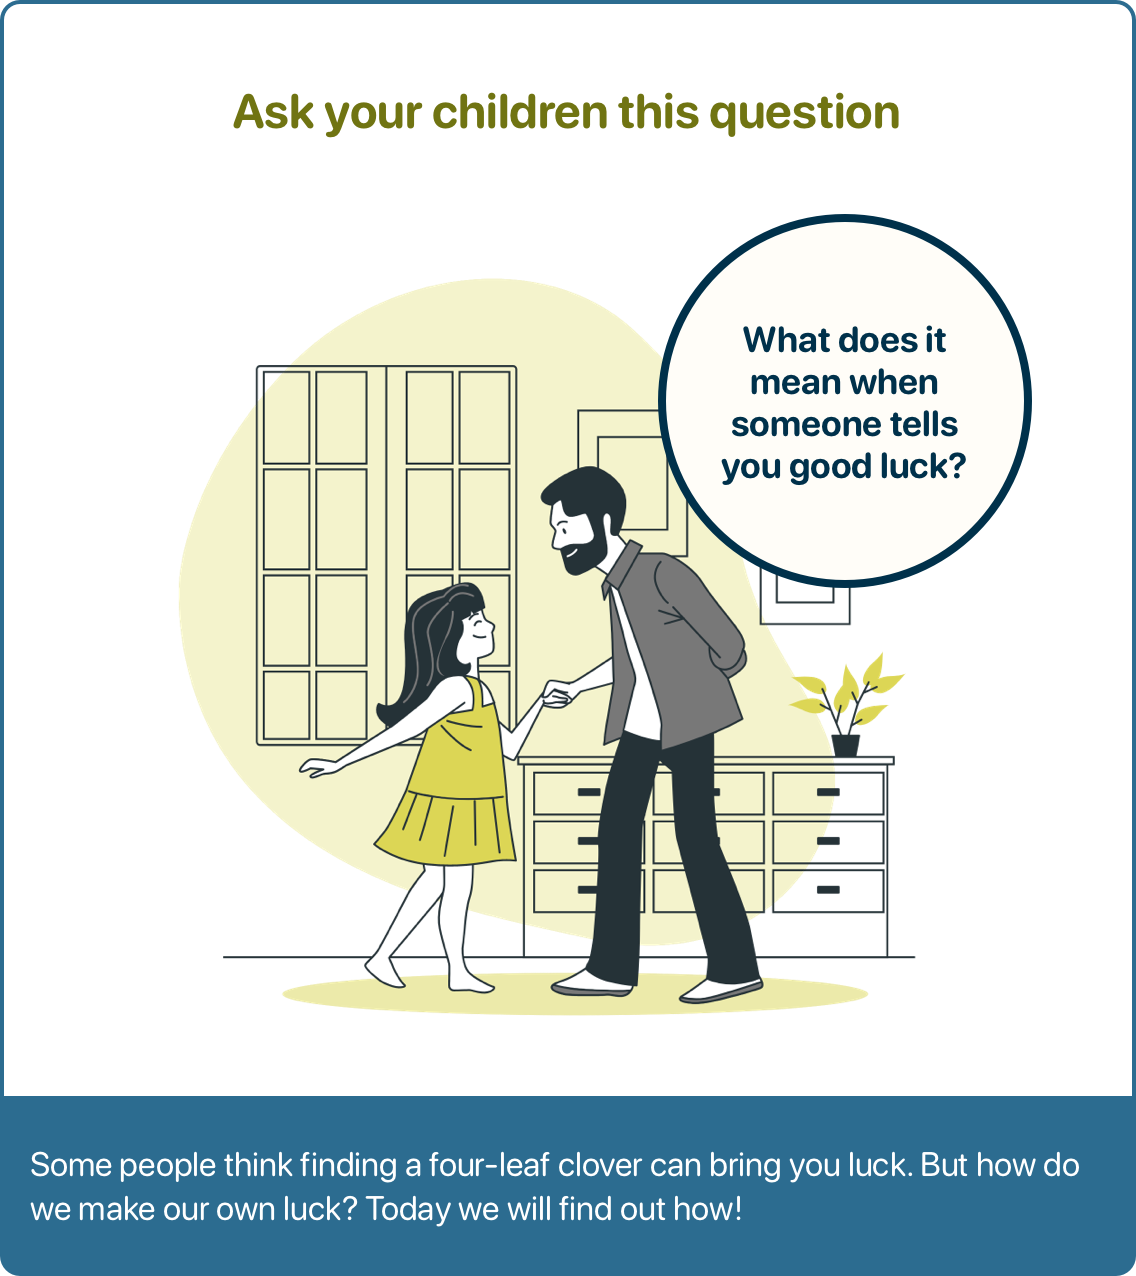 Ask your children this question
What does it
mean when
someone tells
you good luck?
Some people think finding a four-leaf clover can bring you luck. But how do
we make our own luck? Today we will find out how!